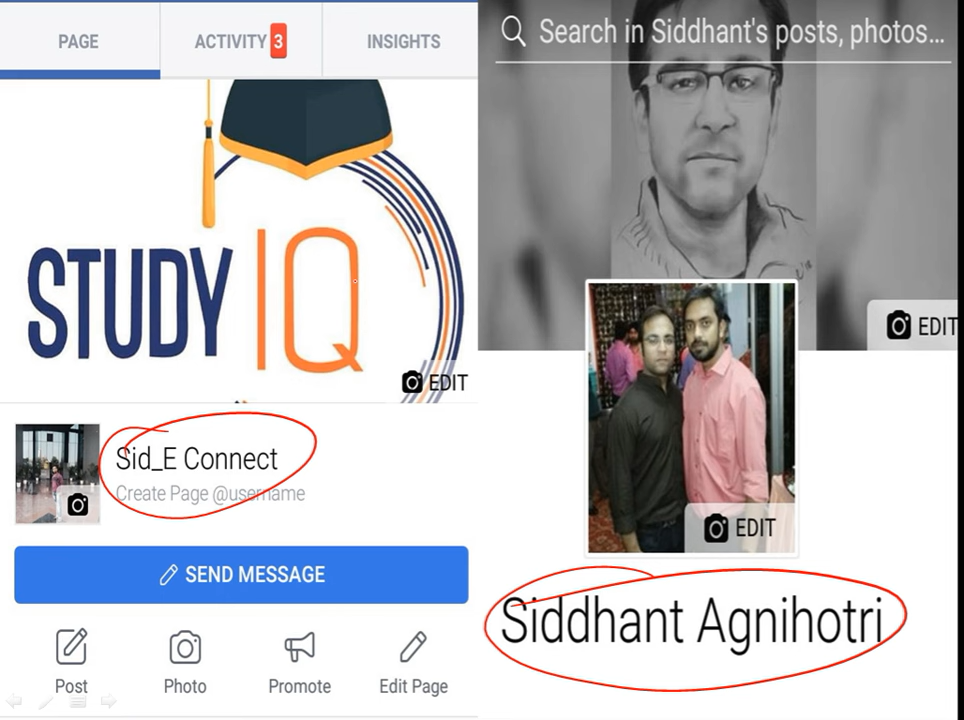 PAGE
ACTIVITY 3
INSIGHTS
STUDY IQ
EDIT
Sid_E Connect
Create Page @username
SEND MESSAGE
Post
Photo
Promote
Edit Page
Search in Siddhant's posts, photos...
EDIT
EDIT
Siddhant Agnihotri